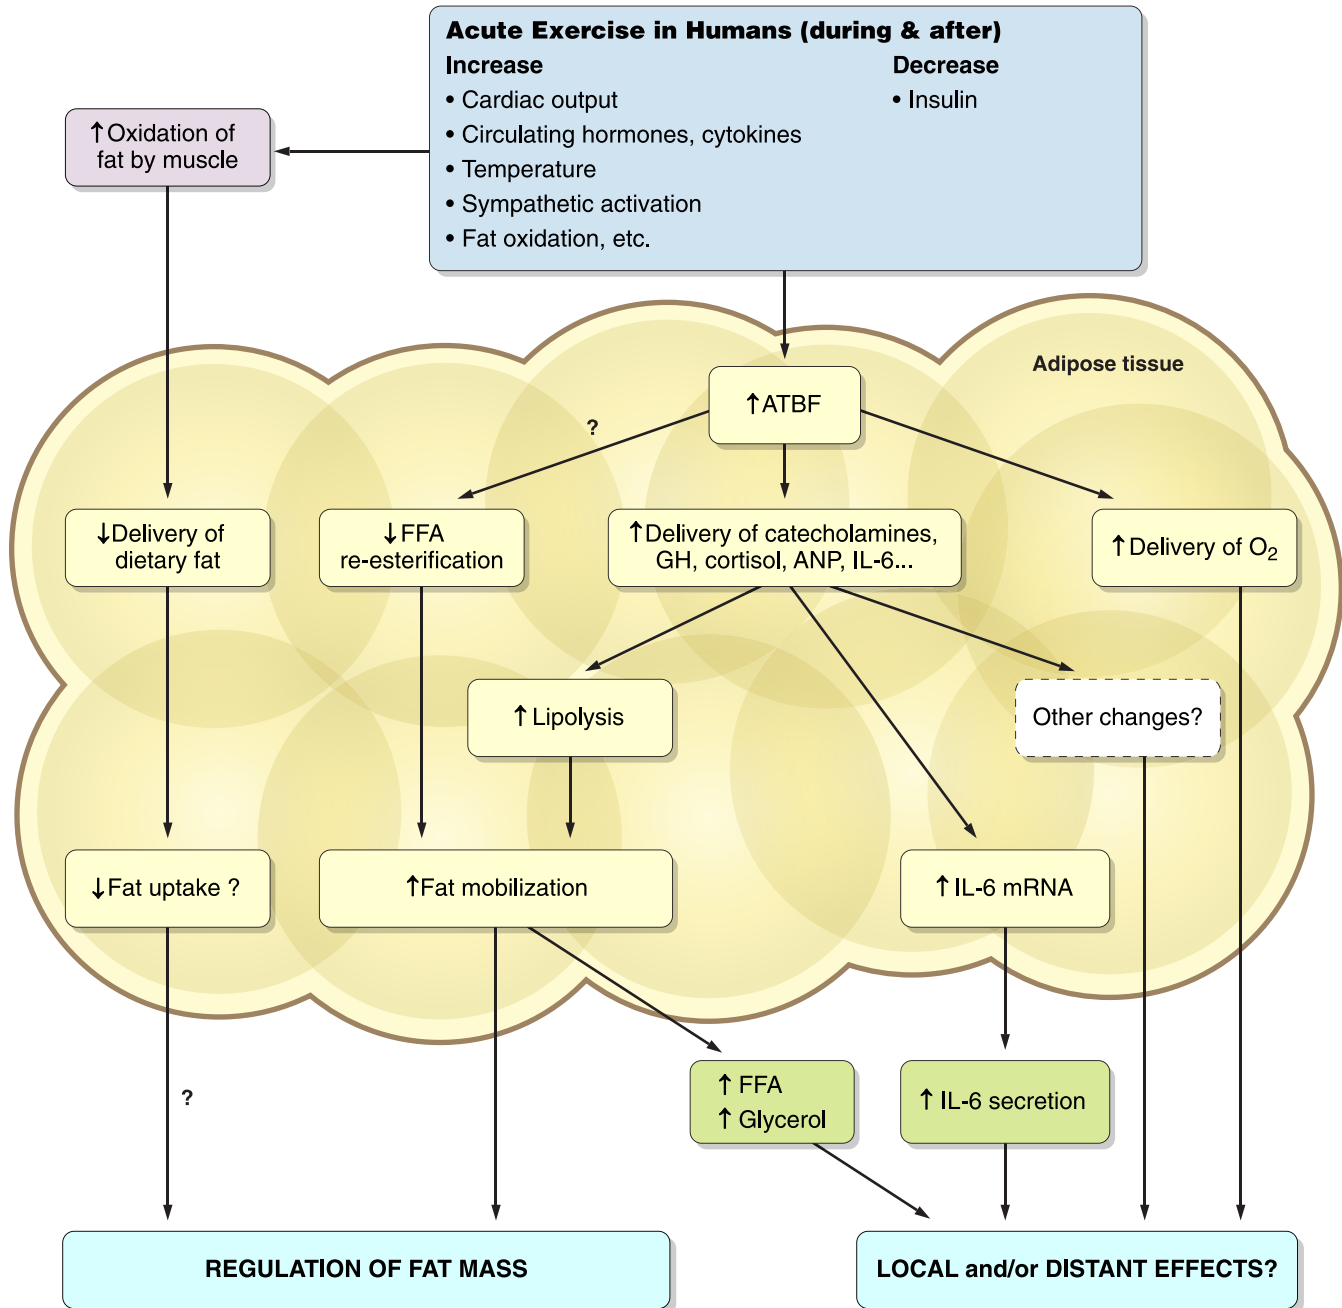 Acute Exercise in Humans (during & after)
Increase
• Cardiac output
• Circulating hormones, cytokines
• Temperature
• Sympathetic activation
• Fat oxidation, etc.
Decrease
• Insulin
↑Oxidation of
fat by muscle
Adipose tissue
↑ATBF
?
↓Delivery of
dietary fat
↓FFA
re-esterification
↑Delivery of catecholamines,
GH, cortisol, ANP, IL-6...
↑Delivery of O₂
↑Lipolysis
Other changes?
↓Fat uptake ?
↑Fat mobilization
↑IL-6 mRNA
?
↑FFA
↑Glycerol
↑IL-6 secretion
REGULATION OF FAT MASS
LOCAL and/or DISTANT EFFECTS?